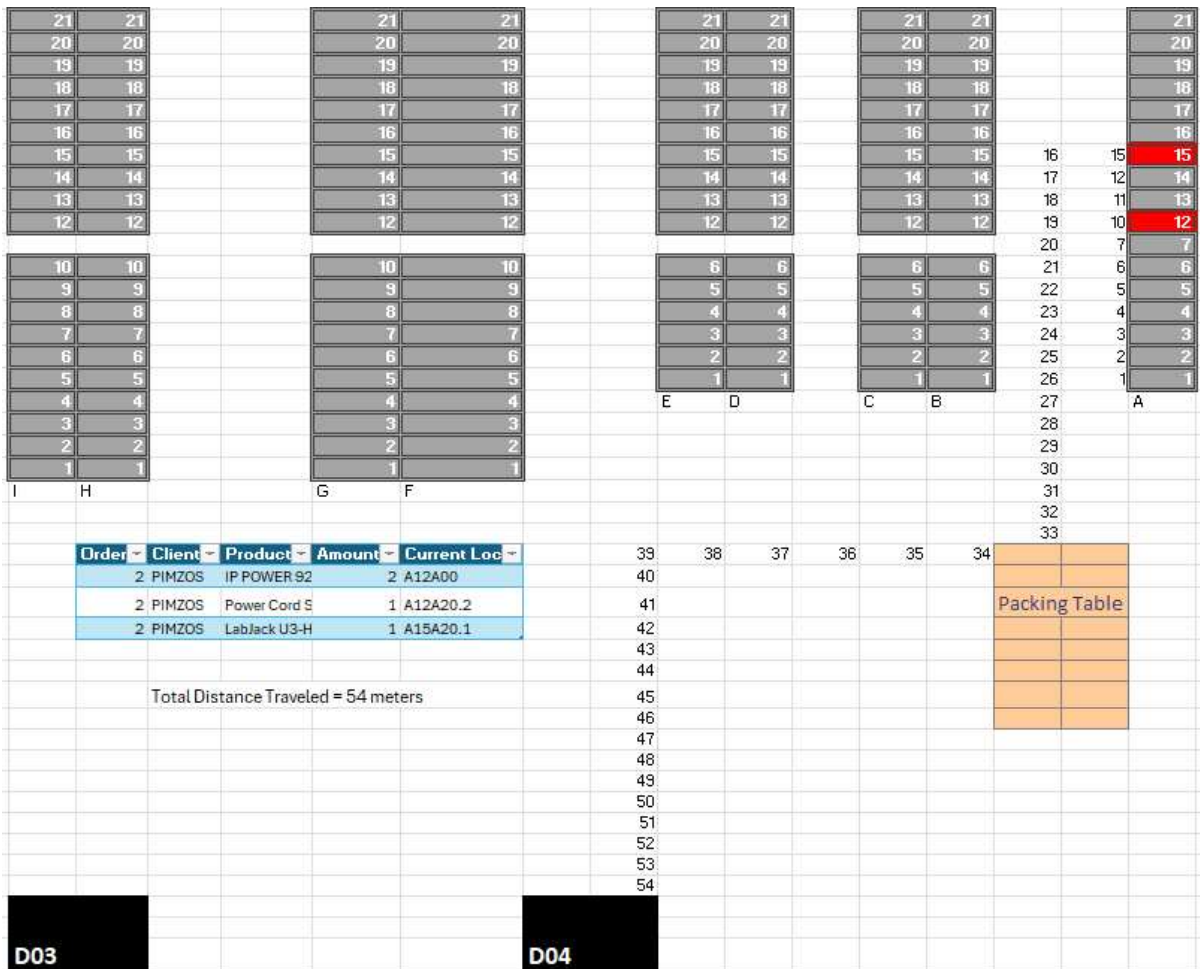 21 21 21 21 21 21 21 21 21
20 20 20 20 20 20 20 20 20
19 19 19 19 19 19 19 19 19
18 18 18 18 18 18 18 18 18
17 17 17 17 17 17 17 17 17
16 16 16 16 16 16 16 16 16
15 15 15 15 15 15 15 15 16 15 15
14 14 14 14 14 14 14 14 17 12 14
13 13 13 13 13 13 13 13 18 11 13
12 12 12 12 12 12 12 12 19 10 12
20 7 7
10 10 10 10 6 6 6 6 21 6 6
9 9 9 9 5 5 5 5 22 5 5
8 8 8 8 4 4 4 4 23 4 4
7 7 7 7 3 3 3 3 24 3 3
6 6 6 6 2 2 2 2 25 2 2
5 5 5 5 1 1 1 1 26 1 1
4 4 4 4 E D C B 27 A
3 3 3 3 28
2 2 2 2 29
1 1 1 1 30
I H G F 31
32
33
Order Client Product Amount Current Loc 39 38 37 36 35 34
2 PIMZOS IP POWER 92 2 A12A00 40
2 PIMZOS Power Cord S 1 A12A20.2 41 Packing Table
2 PIMZOS LabJack U3-H 1 A15A20.1 42
43
44
Total Distance Traveled = 54 meters 45
46
47
48
49
50
51
52
53
54
D03 D04